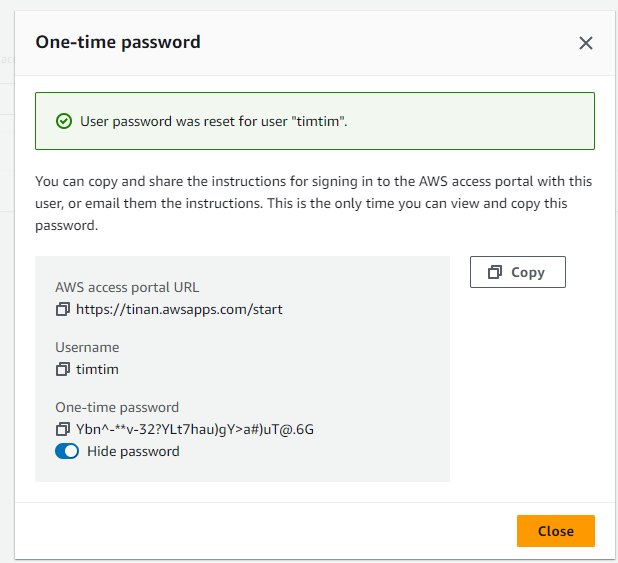 One-time password
User password was reset for user "timtim".
You can copy and share the instructions for signing in to the AWS access portal with this
user, or email them the instructions. This is the only time you can view and copy this
password.
Copy
AWS access portal URL
https://tinan.awsapps.com/start
Username
timtim
One-time password
Ybn^-**v-32?YLt7hau)gY>a#)uT@.6G
Hide password
Close